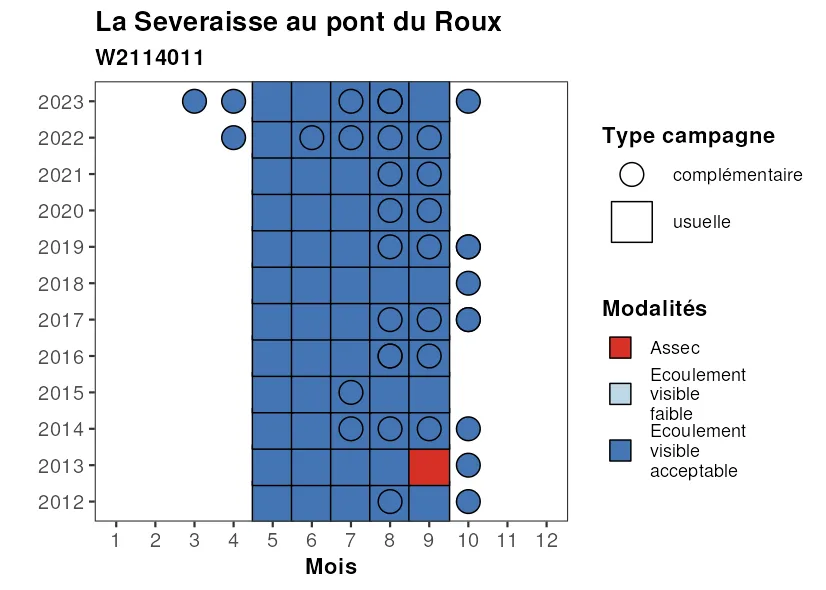 La Severaisse au pont du Roux
W2114011
2023
2022
2021
2020
2019
2018
2017
2016
2015
2014
2013
2012
1 2 3 4 5 6 7 8 9 10 11 12
Mois
Type campagne
complémentaire
usuelle
Modalités
Assec
Ecoulement
visible
faible
Ecoulement
visible
acceptable